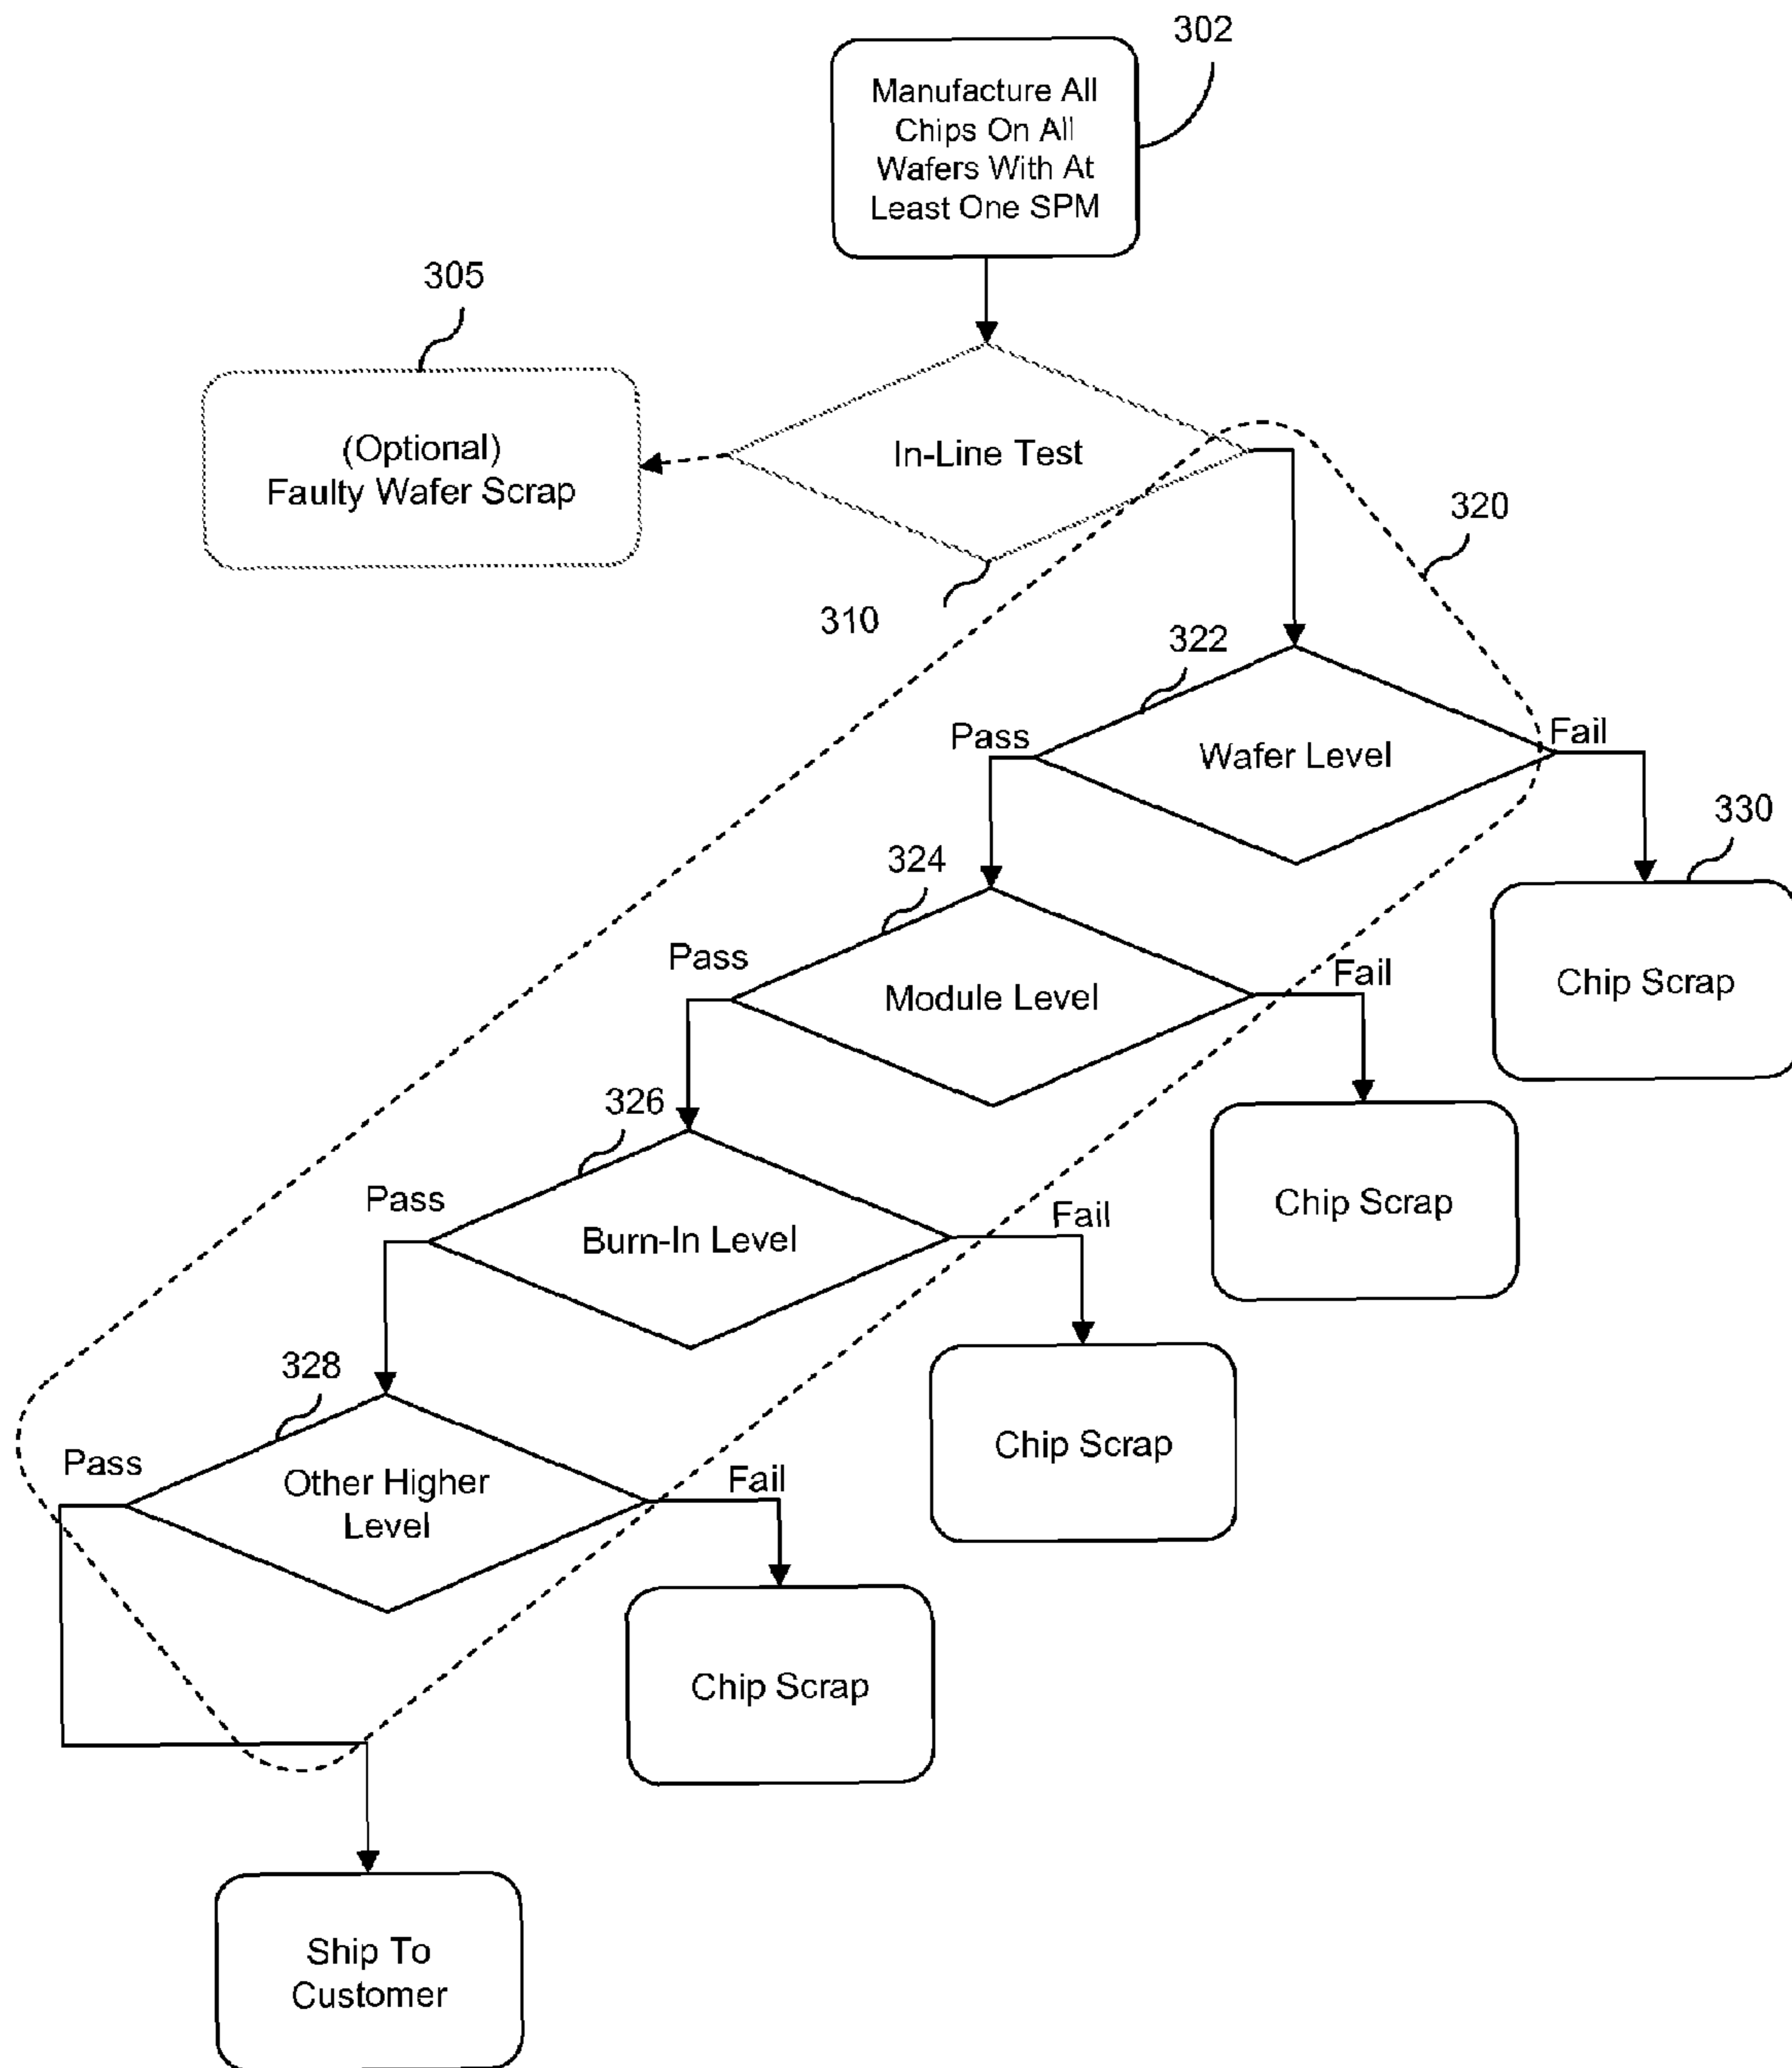 302
Manufacture All
Chips On All
Wafers With At
Least One SPM
305
(Optional)
Faulty Wafer Scrap
In-Line Test
310
320
322
Pass
Wafer Level
Fail
330
Chip Scrap
324
Pass
Module Level
Fail
Chip Scrap
326
Pass
Burn-In Level
Fail
Chip Scrap
328
Pass
Other Higher
Level
Fail
Chip Scrap
Ship To
Customer